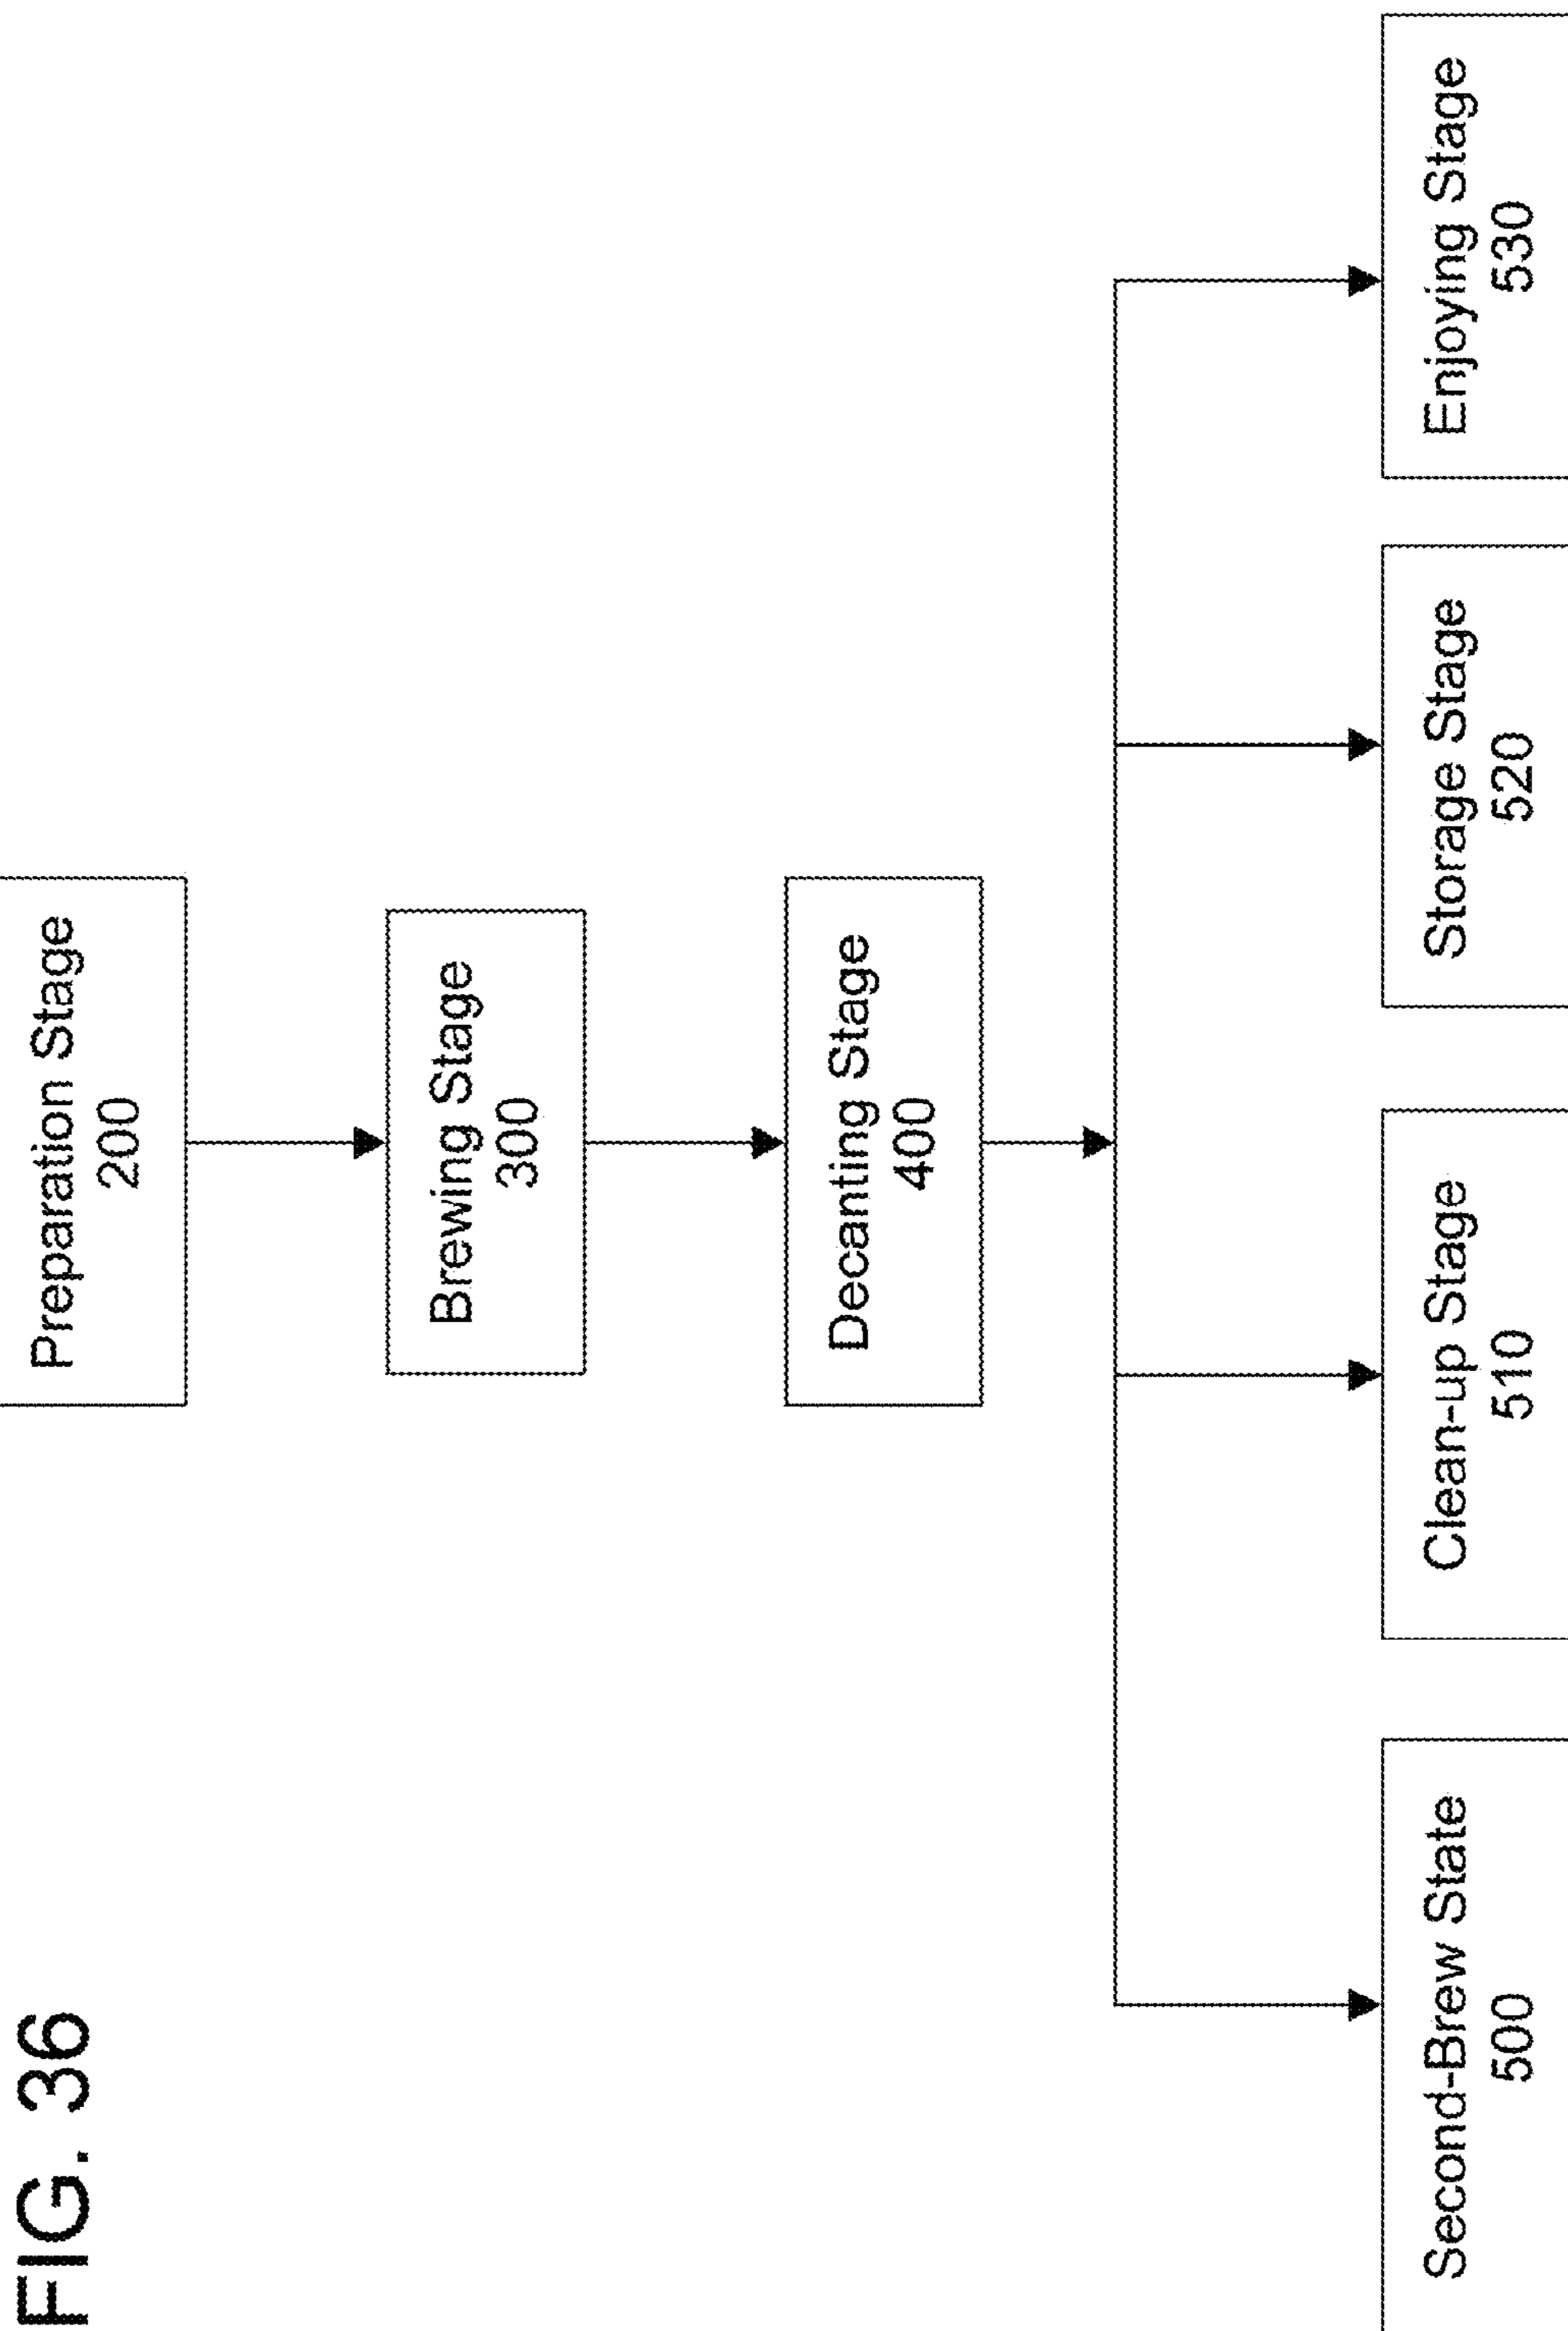 FIG. 36
Preparation Stage
200
Brewing Stage
300
Decanting Stage
400
Second-Brew State
500
Clean-up Stage
510
Storage Stage
520
Enjoying Stage
530